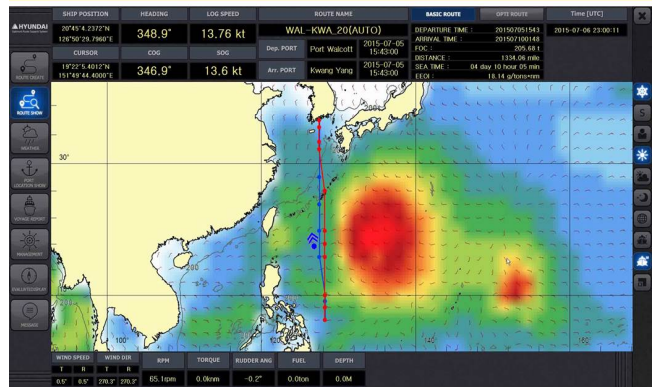 SHIP POSITION
HEADING
LOG SPEED
ROUTE NAME
BASIC ROUTE
OPTI ROUTE
Time [UTC]
HYUNDAI
20°45'4.2372"N
126°50'29.7960"E
348.9°
13.76 kt
WAL-KWA_20(AUTO)
DEPARTURE TIME : 201507051543
ARRIVAL TIME : 201507100148
FOC : 205.68 t
DISTANCE : 1334.06 mile
SEA TIME : 04 day 10 hour 05 min
EEOI : 18.14 g/tons*nm
2015-07-06 23:00:11
CURSOR
COG
SOG
Dep. PORT
Port Walcott
2015-07-05
15:43:00
19°22'5.4012"N
151°49'44.4000"E
346.9°
13.6 kt
Arr. PORT
Kwang Yang
2015-07-05
15:43:00
ROUTE CREATE
ROUTE SHOW
WEATHER
PORT
LOCATION SHOW
VOYAGE REPORT
MANAGEMENT
MESSAGE
S
30°
200
200
10°
100°
120
140
160
WIND SPEED
WIND DIR
RPM
TORQUE
RUDDER ANG
FUEL
DEPTH
T R T R
0.5° 0.5° 270.3° 270.3°
65.1rpm
0.0knm
-0.2°
0.0ton
0.0M